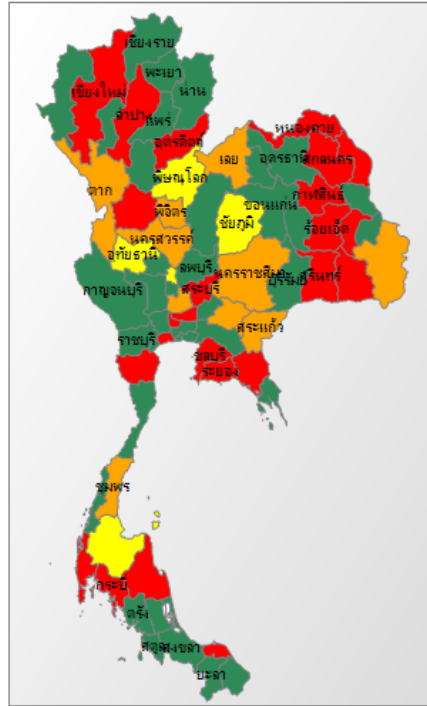 เชียงราย
พะเยา
เชียงใหม่
น่าน
ลำปาง
แพร่
อุตรดิตถ์
หนองคาย
เลย
อุดรธานี
สกลนคร
ตาก
พิษณุโลก
ขอนแก่น
กาฬสินธุ์
พิจิตร
ชัยภูมิ
ร้อยเอ็ด
นครสวรรค์
อุทัยธานี
ลพบุรี
นครราชสีมา
บุรีรัมย์
สุรินทร์
กาญจนบุรี
สระบุรี
สระแก้ว
ราชบุรี
ชลบุรี
ระยอง
ชุมพร
กระบี่
ตรัง
สตูล
สงขลา
ยะลา